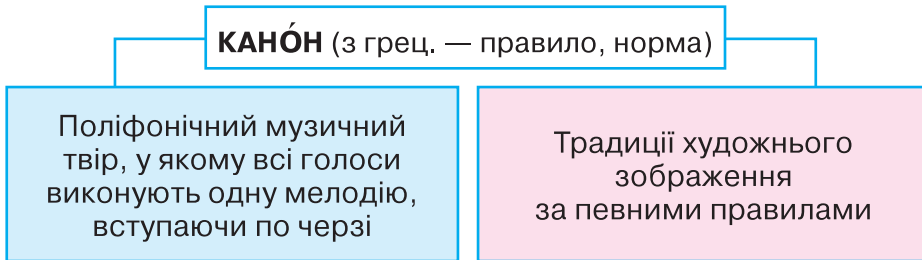 КАНО́Н (з грец. — правило, норма)
Поліфонічний музичний
твір, у якому всі голоси
виконують одну мелодію,
вступаючи по черзі
Традиції художнього
зображення
за певними правилами